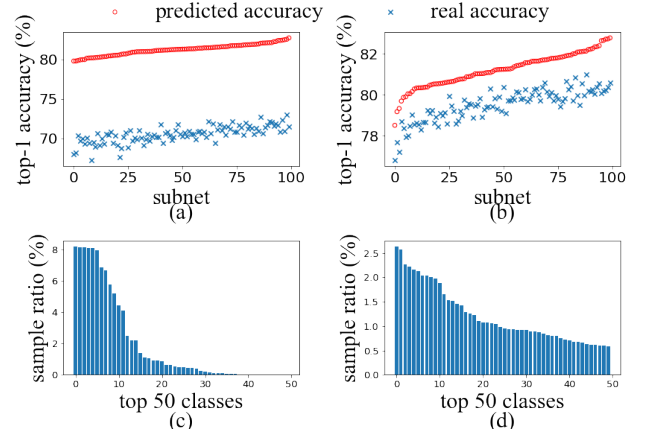 predicted accuracy
real accuracy
top-1 accuracy (%)
80
75
70
0
25
50
75
100
subnet
(a)
top-1 accuracy (%)
82
80
78
0
25
50
75
100
subnet
(b)
sample ratio (%)
8
6
4
2
0
0
10
20
30
40
50
top 50 classes
(c)
sample ratio (%)
2.5
2.0
1.5
1.0
0.5
0.0
0
10
20
30
40
50
top 50 classes
(d)